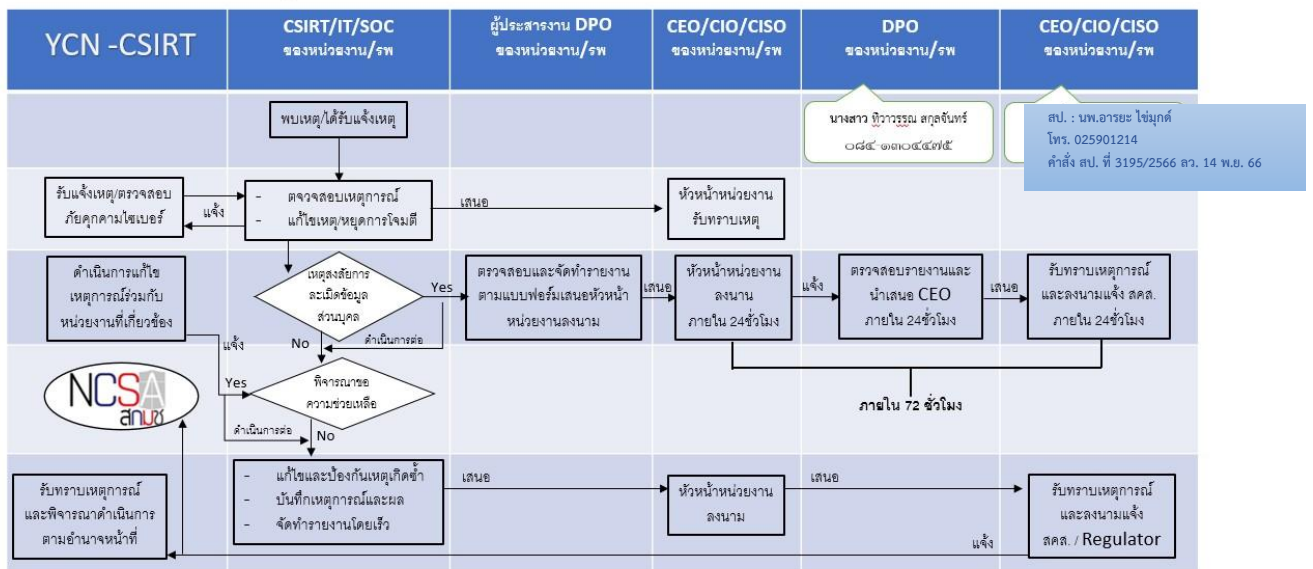 YCN -CSIRT
CSIRT/IT/SOC
ของหน่วยงาน/รพ
ผู้ประสารงาน DPO
ของหน่วยงาน/รพ
CEO/CIO/CISO
ของหน่วยงาน/รพ
DPO
ของหน่วยงาน/รพ
CEO/CIO/CISO
ของหน่วยงาน/รพ
พบเหตุ/ได้รับแจ้งเหตุ
นางสาว ทิวาวรรณ สกุลจันทร์
๐๘๔-๑๓๐๔๔๗๕
สป. : นพ.อารยะ ไข่มุกด์
โทร. 025901214
คำสั่ง สป. ที่ 3195/2566 ลว. 14 พ.ย. 66
รับแจ้งเหตุ/ตรวจสอบ
ภัยคุกคามไซเบอร์
แจ้ง
- ตจวจสอบเหตุการณ์
- แก้ไขเหตุ/หยุดการโจมตี
เสนอ
หัวหน้าหน่วยงาน
รับทราบเหตุ
ดำเนินการแก้ไข
เหตุการณ์ร่วมกับ
หน่วยงานที่เกี่ยวข้อง
เหตุสงสัยการ
ละเมิดข้อมูล
ส่วนบุคล
Yes
ตรวจสอบและจัดทำรายงาน
ตามแบบฟอร์มเสนอหัวหน้า
หน่วยงานลงนาม
เสนอ
หัวหน้าหน่วยงาน
ลงนาน
ภายใน 24ชั่วโมง
แจ้ง
ตรวจสอบรายงานและ
นำเสนอ CEO
ภายใน 24ชั่วโมง
เสนอ
รับทราบเหตุการณ์
และลงนามแจ้ง สคส.
ภายใน 24ชั่วโมง
No
ดำเนินการต่อ
แจ้ง
NCSA
สกมช
Yes
พิจารณาขอ
ความช่วยเหลือ
ภายใน 72 ชั่วโมง
ดำเนินการต่อ
No
รับทราบเหตุการณ์
และพิจารณาดำเนินการ
ตามอำนาจหน้าที่
- แก้ไขและป้องกันเหตุเกิดซ้ำ
- บันทึกเหตุการณ์และผล
- จัดทำรายงานโดยเร็ว
เสนอ
หัวหน้าหน่วยงาน
ลงนาม
เสนอ
รับทราบเหตุการณ์
และลงนามแจ้ง
สคส. / Regulator
แจ้ง